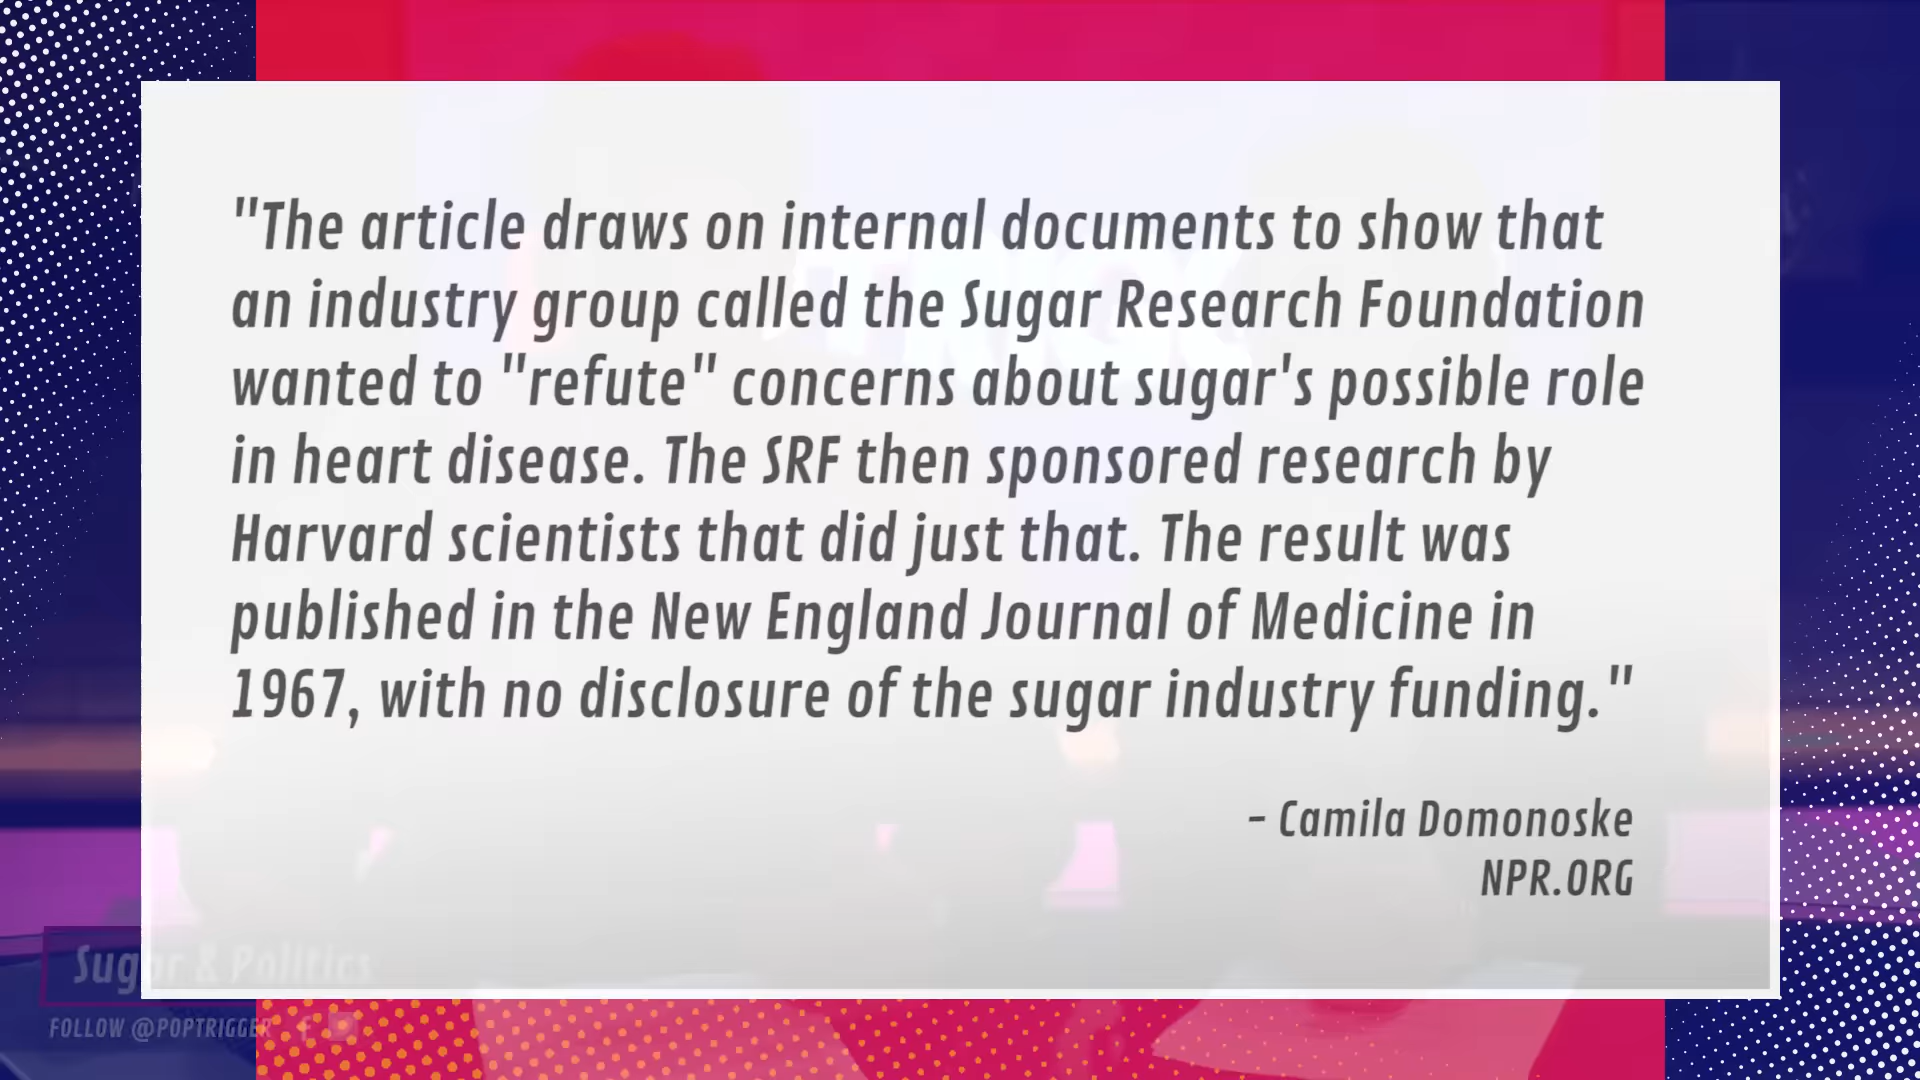 "The article draws on internal documents to show that
an industry group called the Sugar Research Foundation
wanted to "refute" concerns about sugar's possible role
in heart disease. The SRF then sponsored research by
Harvard scientists that did just that. The result was
published in the New England Journal of Medicine in
1967, with no disclosure of the sugar industry funding."
- Camila Domonoske
NPR.ORG
Sugar & Politics
FOLLOW @POPTRIGGER